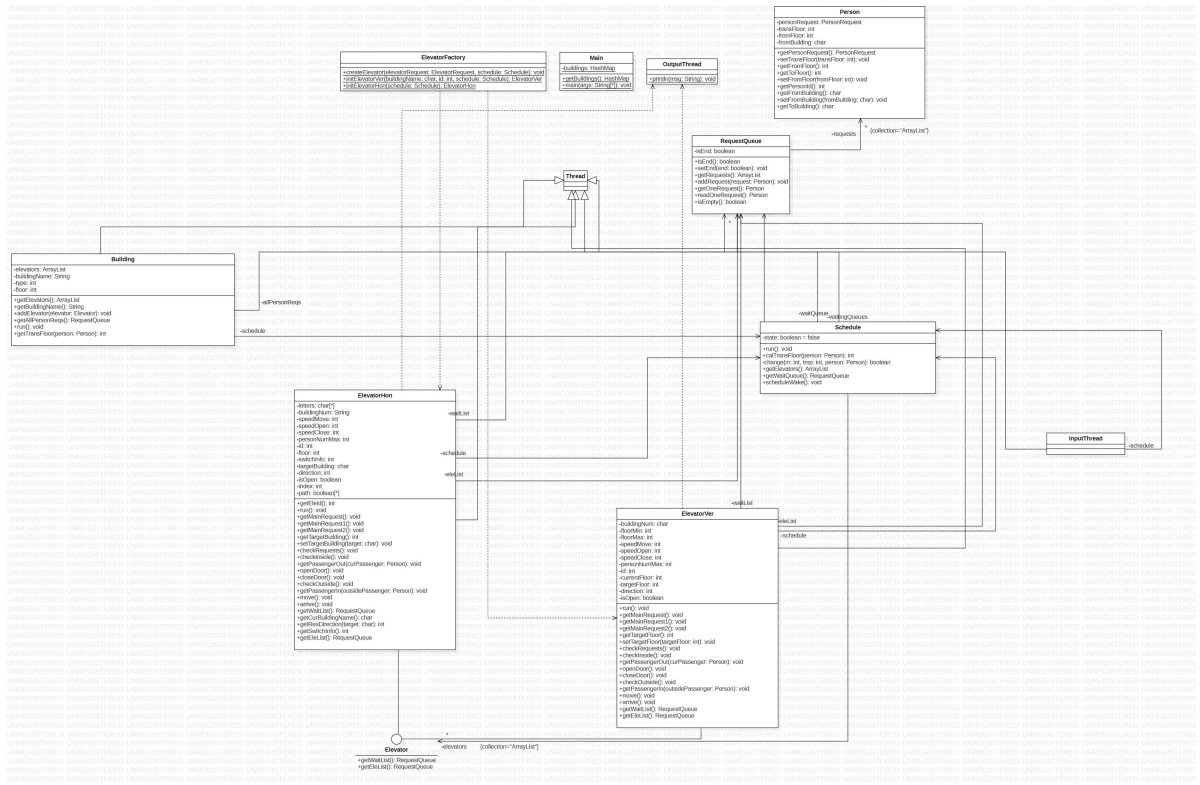 Person
-personRequest: PersonRequest
-transFloor: int
-fromFloor: int
-fromBuilding: char
+getPersonRequest(): PersonRequest
+setTransFloor(transFloor: int): void
+getFromFloor(): int
+getToFloor(): int
+setFromFloor(fromFloor: int): void
+getPersonId(): int
+getFromBuilding(): char
+setFromBuilding(fromBuilding: char): void
+getToBuilding(): char
ElevatorFactory
+createElevator(elevatorRequest: ElevatorRequest, schedule: Schedule): void
+initElevatorVer(buildingName: char, id: int, schedule: Schedule): ElevatorVer
+initElevatorHon(schedule: Schedule): ElevatorHon
Main
-buildings: HashMap
+getBuildings(): HashMap
+main(args: String[*]): void
OutputThread
+println(msg: String): void
-requests
*
{collection="ArrayList"}
RequestQueue
-isEnd: boolean
+isEnd(): boolean
+setEnd(end: boolean): void
+getRequests(): ArrayList
+addRequest(request: Person): void
+getOneRequest(): Person
+readOneRequest(): Person
+isEmpty(): boolean
Thread
*
Building
-elevators: ArrayList
-buildingName: String
-type: int
-floor: int
+getElevators(): ArrayList
+getBuildingName(): String
+addElevator(elevator: Elevator): void
+getAllPersonReqs(): RequestQueue
+run(): void
+getTransFloor(person: Person): int
-allPersonReqs
-schedule
-waitQueue
-waitingQueues
Schedule
-state: boolean = false
+run(): void
+calTransFloor(person: Person): int
-change(m: int, tmp: int, person: Person): boolean
+getElevators(): ArrayList
+getWaitQueue(): RequestQueue
+scheduleWake(): void
ElevatorHon
-letters: char[*]
-buildingNum: String
-speedMove: int
-speedOpen: int
-speedClose: int
-personNumMax: int
-id: int
-floor: int
-switchInfo: int
-targetBuilding: char
-direction: int
-isOpen: boolean
-index: int
-path: boolean[*]
+getEleId(): int
+run(): void
+getMainRequest(): void
+getMainRequest1(): void
+getMainRequest2(): void
+getTargetBuilding(): int
+setTargetBuilding(target: char): void
+checkRequests(): void
+checkInside(): void
+getPassengerOut(curPassenger: Person): void
+openDoor(): void
+closeDoor(): void
+checkOutside(): void
+getPassengerIn(outsidePassenger: Person): void
+move(): void
+arrive(): void
+getWaitList(): RequestQueue
+getCurBuildingName(): char
+getResDirection(target: char): int
+getSwitchInfo(): int
+getEleList(): RequestQueue
-waitList
-schedule
-eleList
InputThread
-schedule
-waitList
ElevatorVer
-buildingNum: char
-floorMin: int
-floorMax: int
-speedMove: int
-speedOpen: int
-speedClose: int
-personNumMax: int
-id: int
-currentFloor: int
-targetFloor: int
-direction: int
-isOpen: boolean
+run(): void
+getMainRequest(): void
+getMainRequest1(): void
+getMainRequest2(): void
+getTargetFloor(): int
+setTargetFloor(targetFloor: int): void
+checkRequests(): void
+checkInside(): void
+getPassengerOut(curPassenger: Person): void
+openDoor(): void
+closeDoor(): void
+checkOutside(): void
+getPassengerIn(outsidePassenger: Person): void
+move(): void
+arrive(): void
+getWaitList(): RequestQueue
+getEleList(): RequestQueue
-eleList
-schedule
*
-elevators
{collection="ArrayList"}
Elevator
+getWaitList(): RequestQueue
+getEleList(): RequestQueue